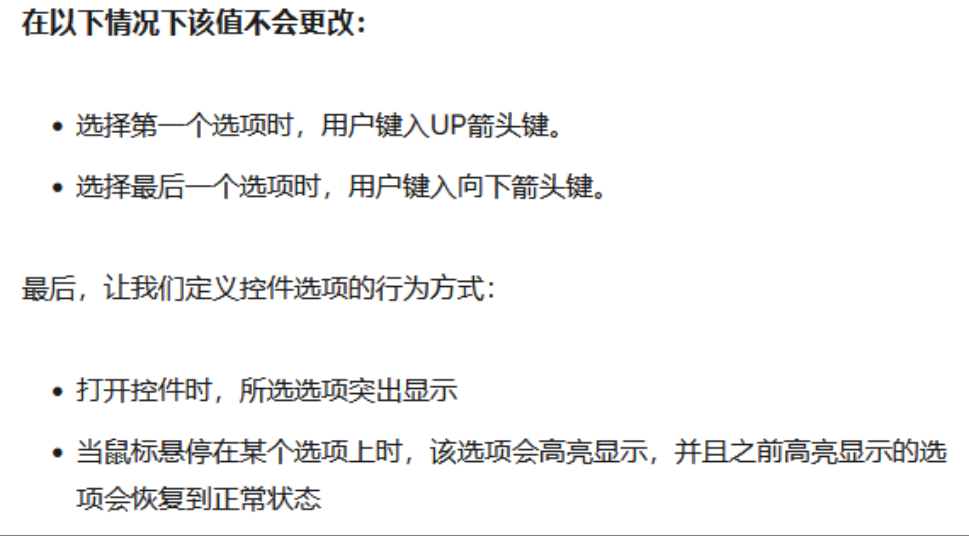 在以下情况下该值不会更改：
• 选择第一个选项时，用户键入UP箭头键。
• 选择最后一个选项时，用户键入向下箭头键。
最后，让我们定义控件选项的行为方式：
• 打开控件时，所选选项突出显示
• 当鼠标悬停在某个选项上时，该选项会高亮显示，并且之前高亮显示的选
项会恢复到正常状态